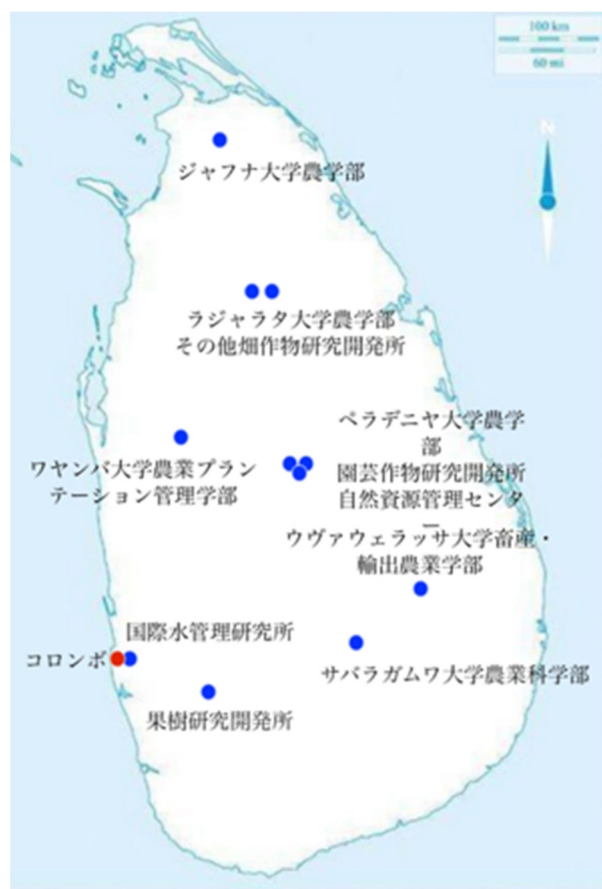 100 km
60 mi
N
ジャフナ大学農学部
ラジャラタ大学農学部
その他畑作物研究開発所
ペラデニヤ大学農学
部
園芸作物研究開発所
自然資源管理センタ
ー
ワヤンバ大学農業プラン
テーション管理学部
ウヴァウェラッサ大学畜産・
輸出農業学部
国際水管理研究所
コロンボ
サバラガムワ大学農業科学部
果樹研究開発所